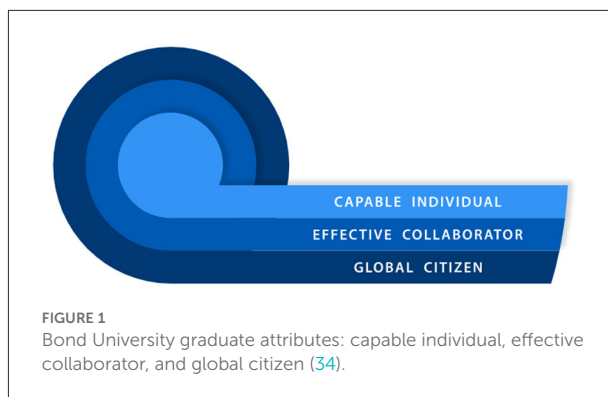 CAPABLE INDIVIDUAL
EFFECTIVE COLLABORATOR
GLOBAL CITIZEN
FIGURE 1
Bond University graduate attributes: capable individual, effective
collaborator, and global citizen (34).